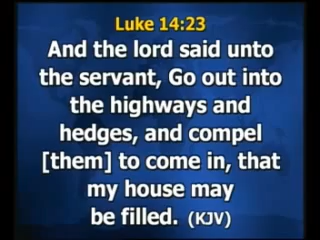 Luke 14:23
And the lord said unto
the servant, Go out into
the highways and
hedges, and compel
[them] to come in, that
my house may
be filled. (KJV)